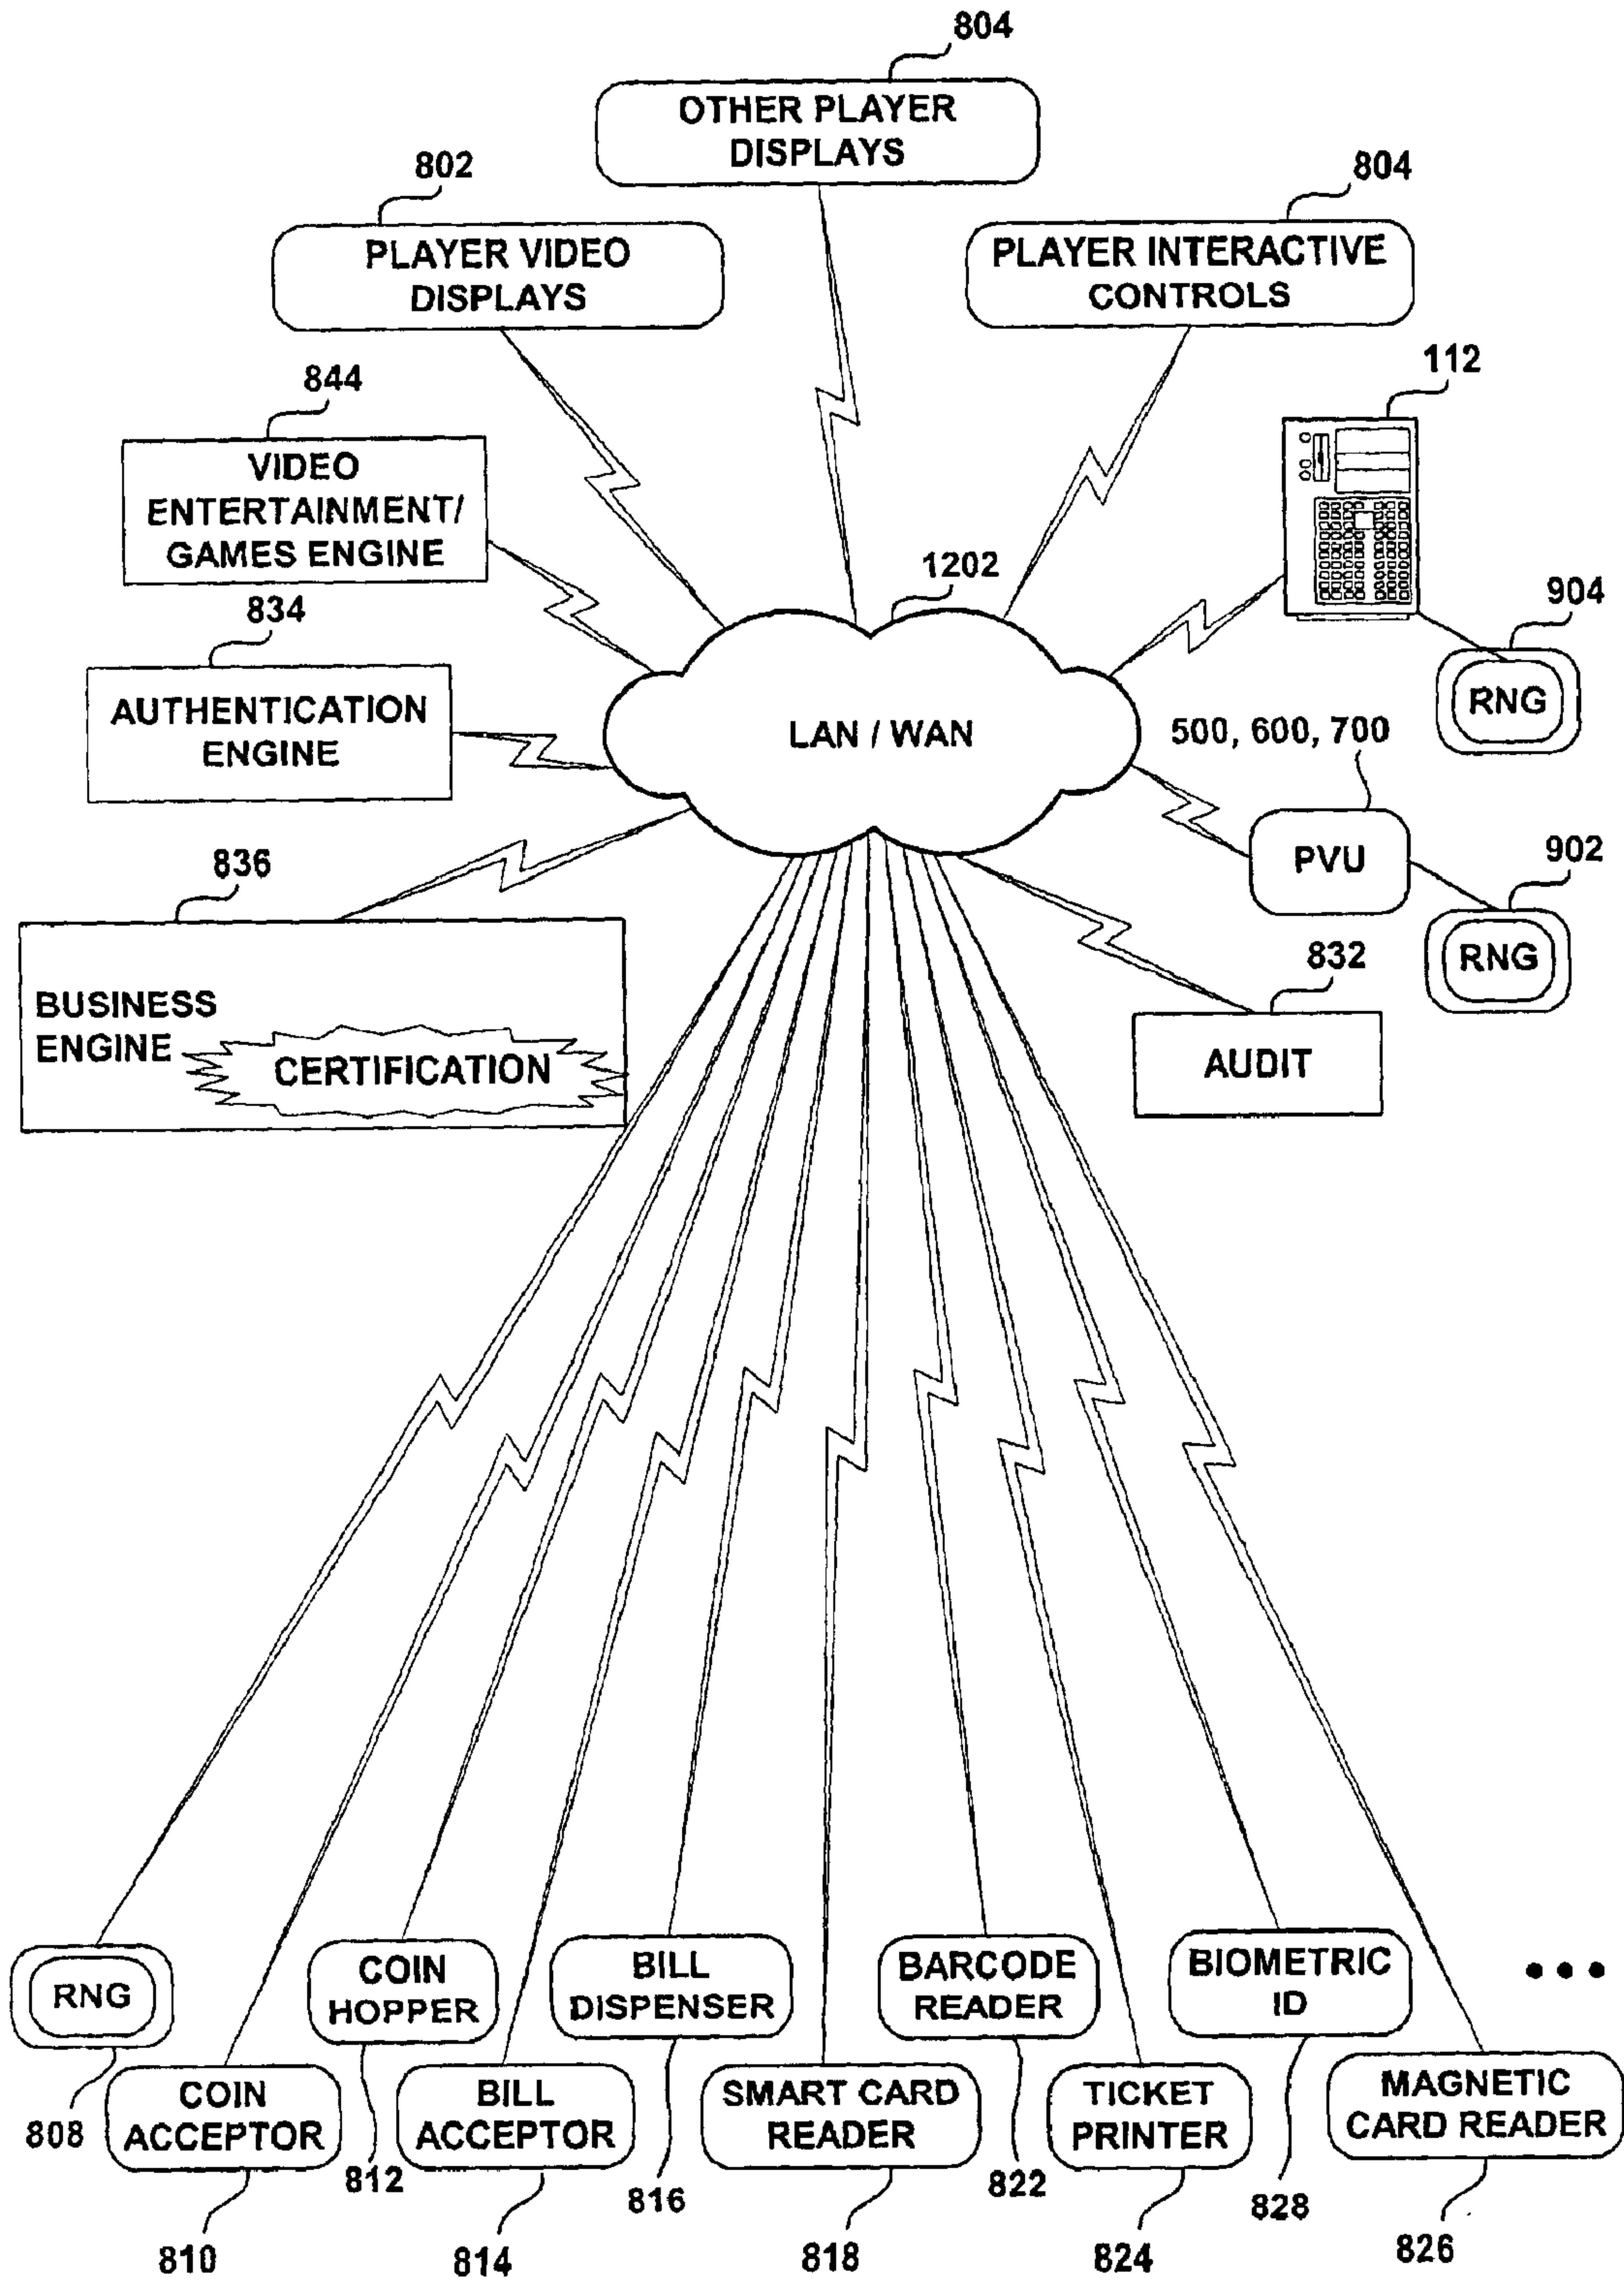 804
OTHER PLAYER
DISPLAYS
802
PLAYER VIDEO
DISPLAYS
804
PLAYER INTERACTIVE
CONTROLS
844
VIDEO
ENTERTAINMENT/
GAMES ENGINE
112
834
AUTHENTICATION
ENGINE
1202
LAN / WAN
904
RNG
500, 600, 700
PVU
902
RNG
836
BUSINESS
ENGINE
CERTIFICATION
832
AUDIT
RNG
808
COIN
ACCEPTOR
810
COIN
HOPPER
812
BILL
ACCEPTOR
814
BILL
DISPENSER
816
SMART CARD
READER
818
BARCODE
READER
822
TICKET
PRINTER
824
BIOMETRIC
ID
828
MAGNETIC
CARD READER
826
•••